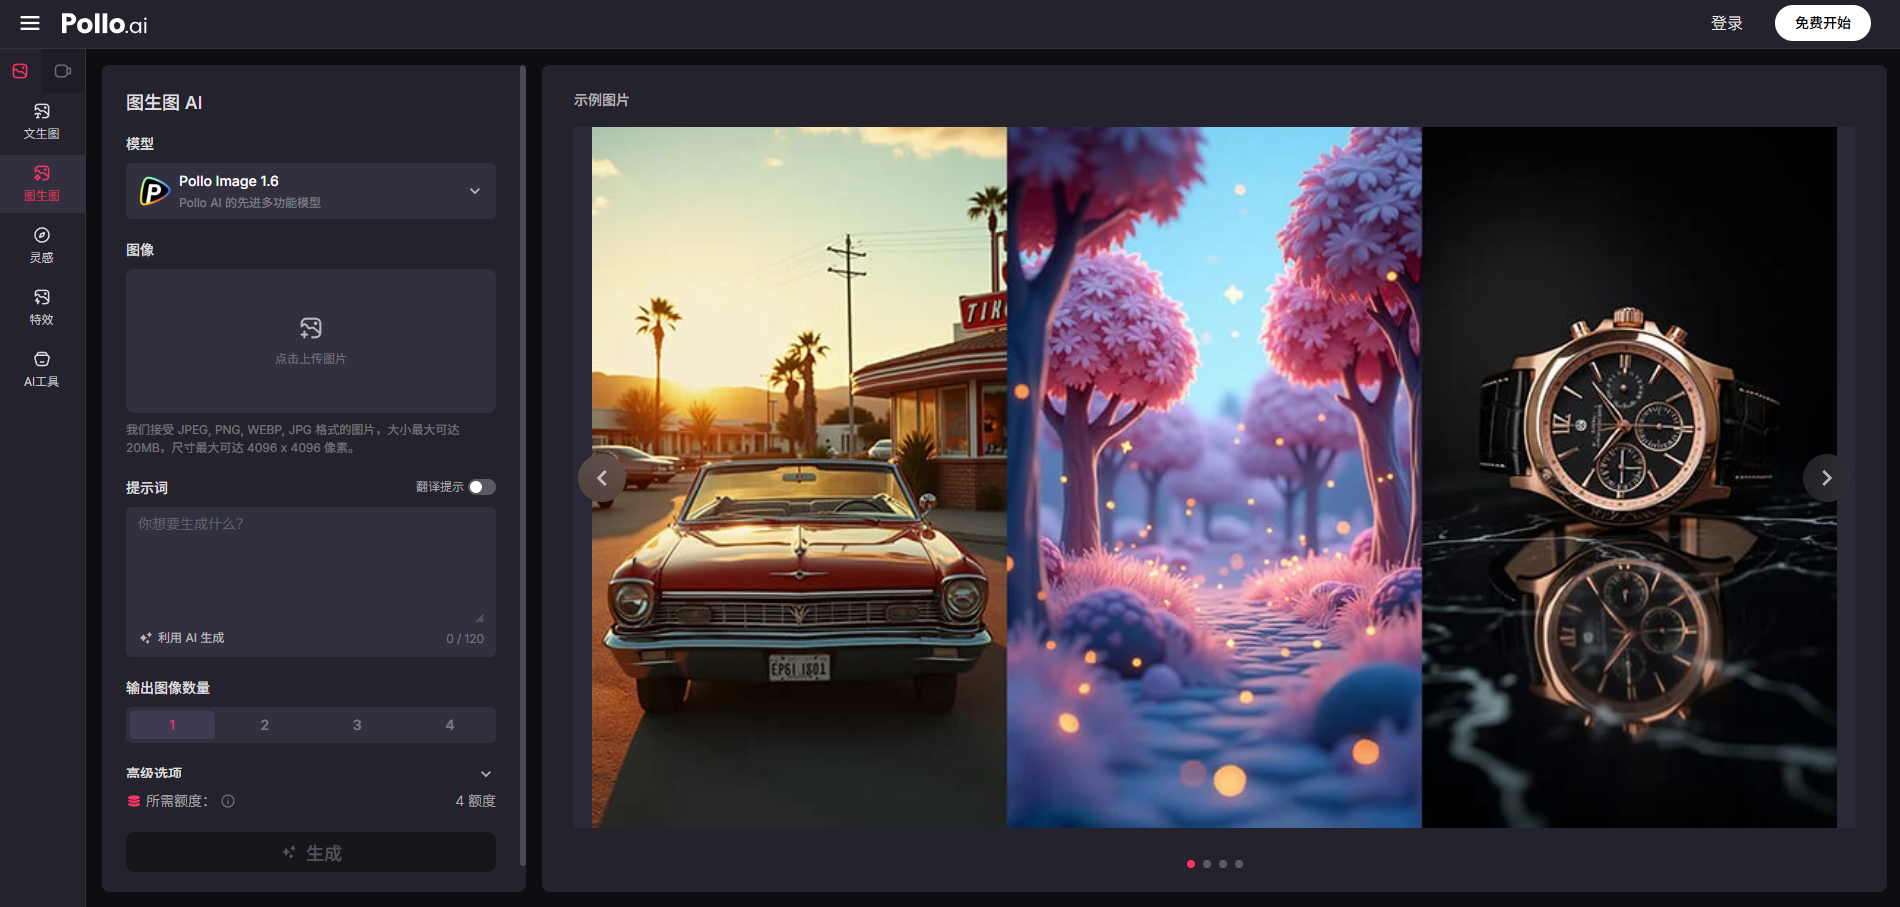 Pollo.ai
登录
免费开始
文生图
图生图
灵感
特效
AI工具
图生图 AI
模型
Pollo Image 1.6
Pollo AI 的先进多功能模型
图像
点击上传图片
我们接受 JPEG, PNG, WEBP, JPG 格式的图片，大小最大可达
20MB，尺寸最大可达 4096 x 4096 像素。
提示词
翻译提示
你想要生成什么？
利用 AI 生成
0 / 120
输出图像数量
1
2
3
4
高级选项
所需额度：
4 额度
生成
示例图片